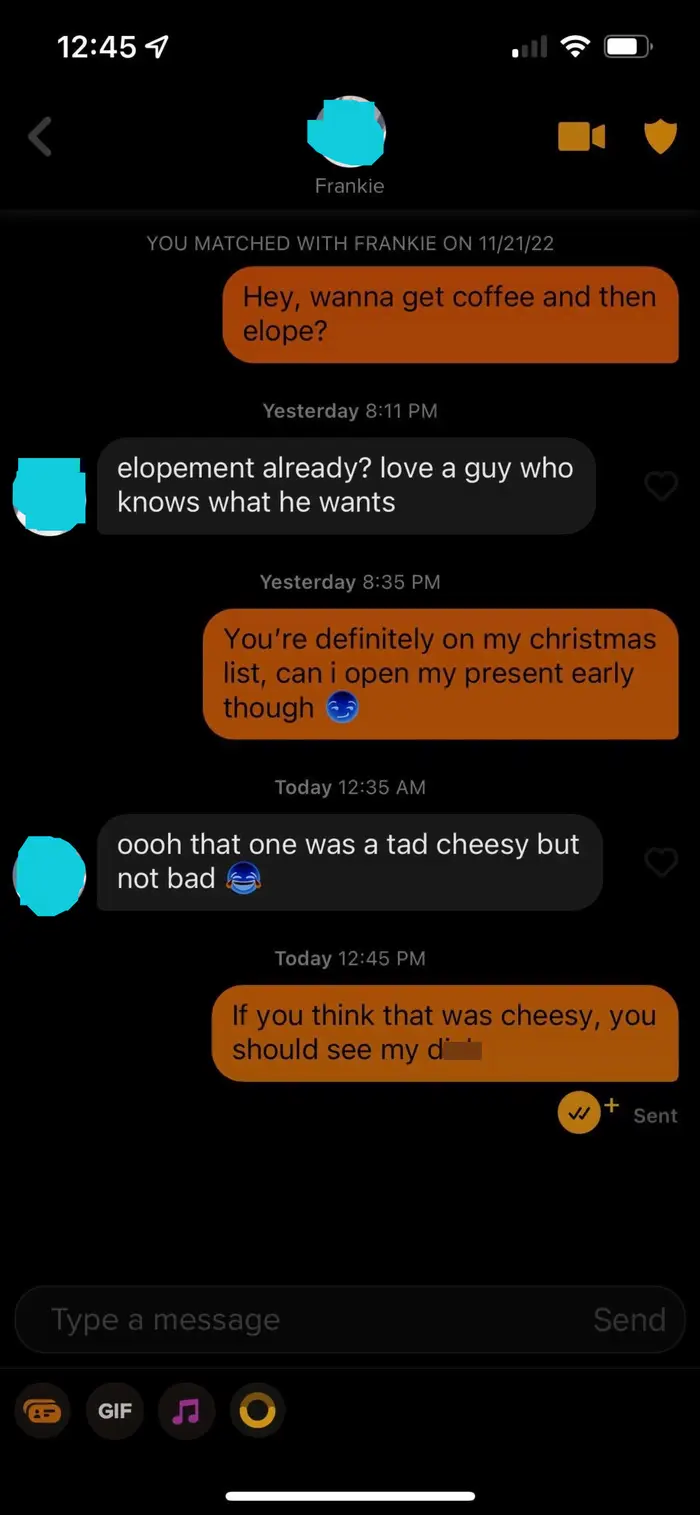 12:45
Frankie
YOU MATCHED WITH FRANKIE ON 11/21/22
Hey, wanna get coffee and then
elope?
Yesterday 8:11 PM
elopement already? love a guy who
knows what he wants
Yesterday 8:35 PM
You're definitely on my christmas
list, can i open my present early
though 😏
Today 12:35 AM
oooh that one was a tad cheesy but
not bad 😂
Today 12:45 PM
If you think that was cheesy, you
should see my
Sent
Type a message
Send
GIF